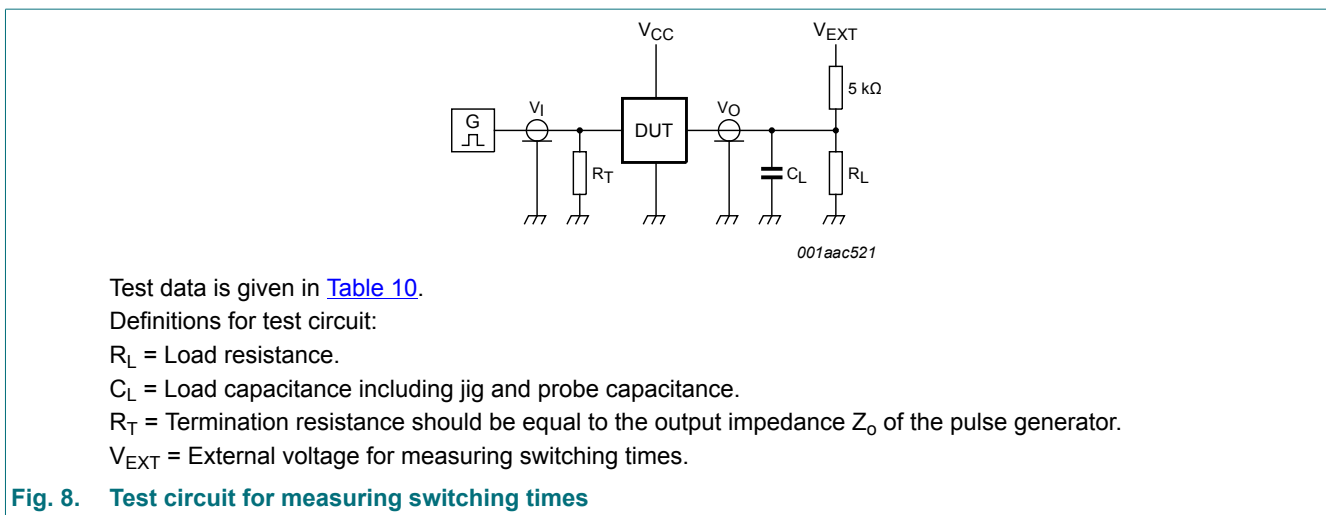 VCC VEXT
5 kΩ
G VI DUT VO
RT CL RL
001aac521
Test data is given in Table 10.
Definitions for test circuit:
RL = Load resistance.
CL = Load capacitance including jig and probe capacitance.
RT = Termination resistance should be equal to the output impedance Zo of the pulse generator.
VEXT = External voltage for measuring switching times.
Fig. 8. Test circuit for measuring switching times